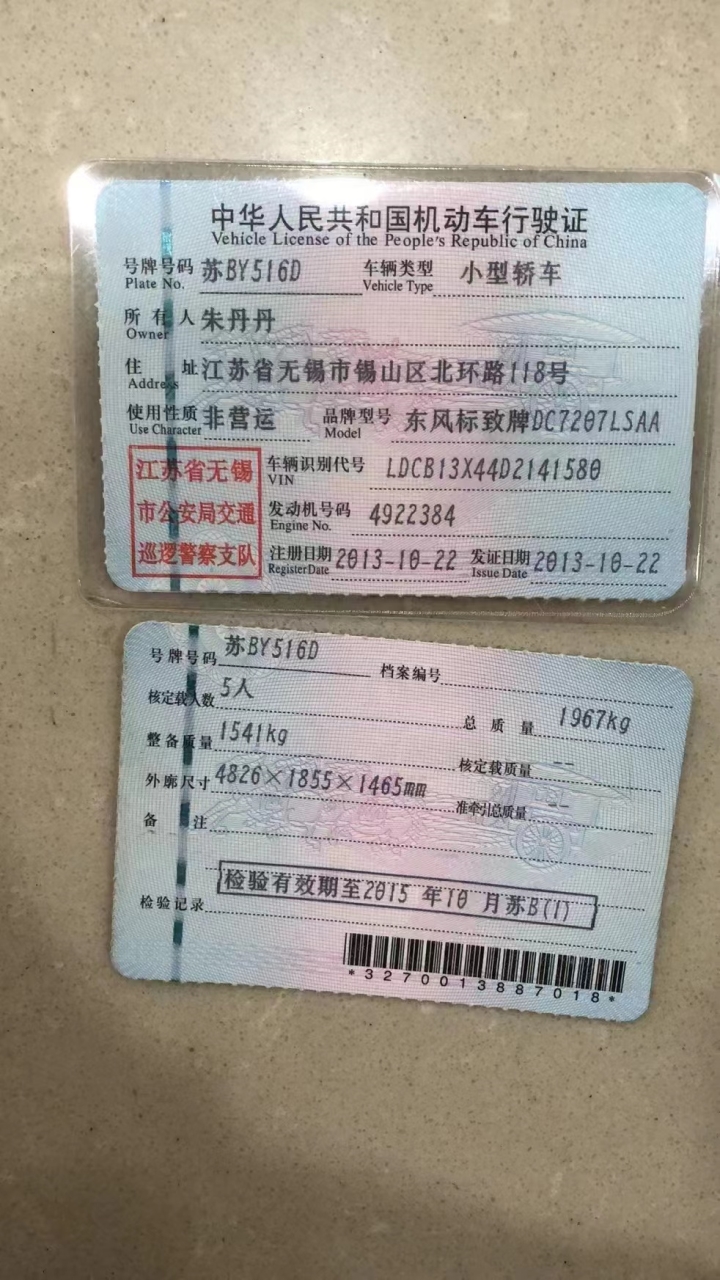 中华人民共和国机动车行驶证
Vehicle License of the People's Republic of China
号牌号码 苏BY516D 车辆类型 小型轿车
Plate No. Vehicle Type
所有人 朱丹丹
Owner
住址 江苏省无锡市锡山区北环路118号
Address
使用性质 非营运 品牌型号 东风标致牌DC7207LSAA
Use Character Model
江苏省无锡
市公安局交通
巡逻警察支队
车辆识别代号 LDCB13X44D2141580
VIN
发动机号码 4922384
Engine No.
注册日期 2013-10-22 发证日期 2013-10-22
Register Date Issue Date
号牌号码 苏BY516D 档案编号
核定载人数 5人 总质量 1967kg
整备质量 1541kg 核定载质量 --
外廓尺寸 4826×1855×1465mm 准牵引总质量 --
备注
检验记录 检验有效期至2015年10月苏B(1)
*3270013887018*